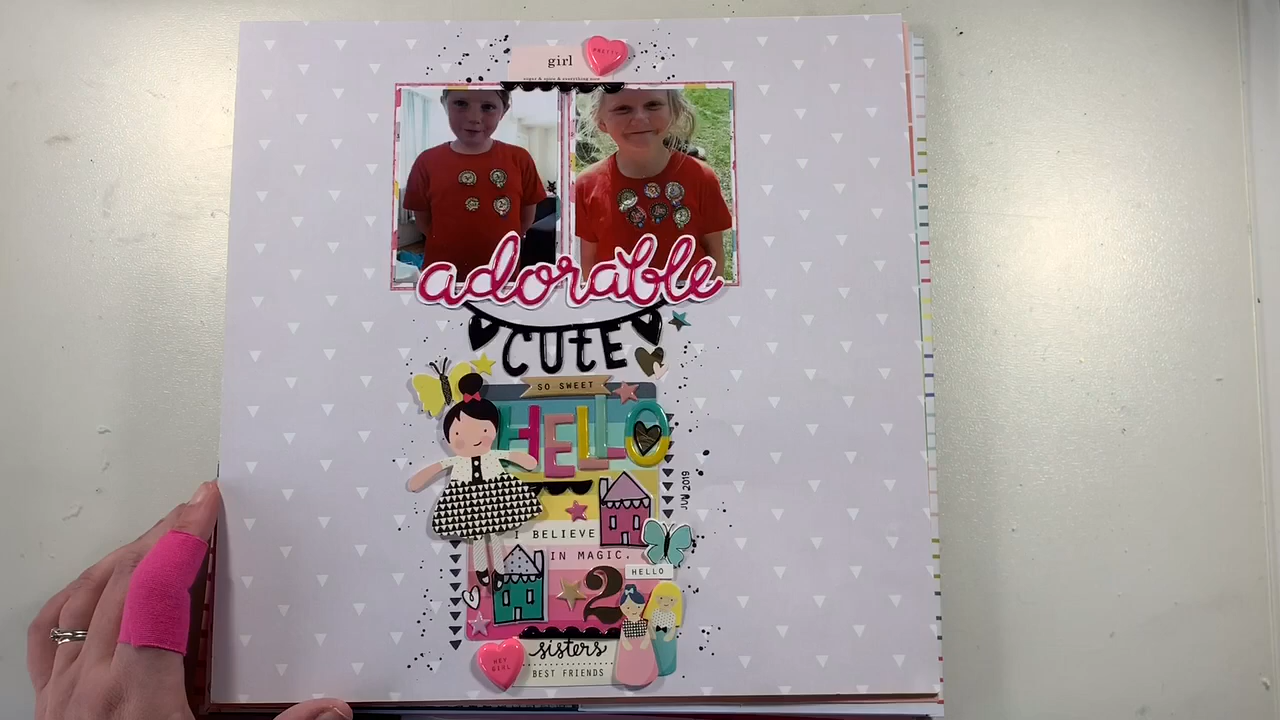 girl
PRETTY
sugar & spice & everything nice
adorable
CUTE
SO SWEET
HELLO
JUN 2019
I BELIEVE
IN MAGIC.
HELLO
2
sisters
HEY GIRL
BEST FRIENDS